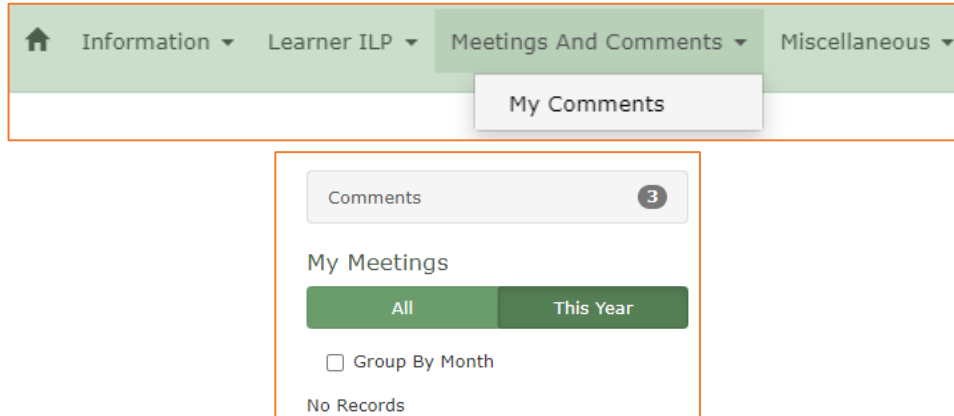 Information Learner ILP Meetings And Comments Miscellaneous
My Comments
Comments 3
My Meetings
All This Year
Group By Month
No Records